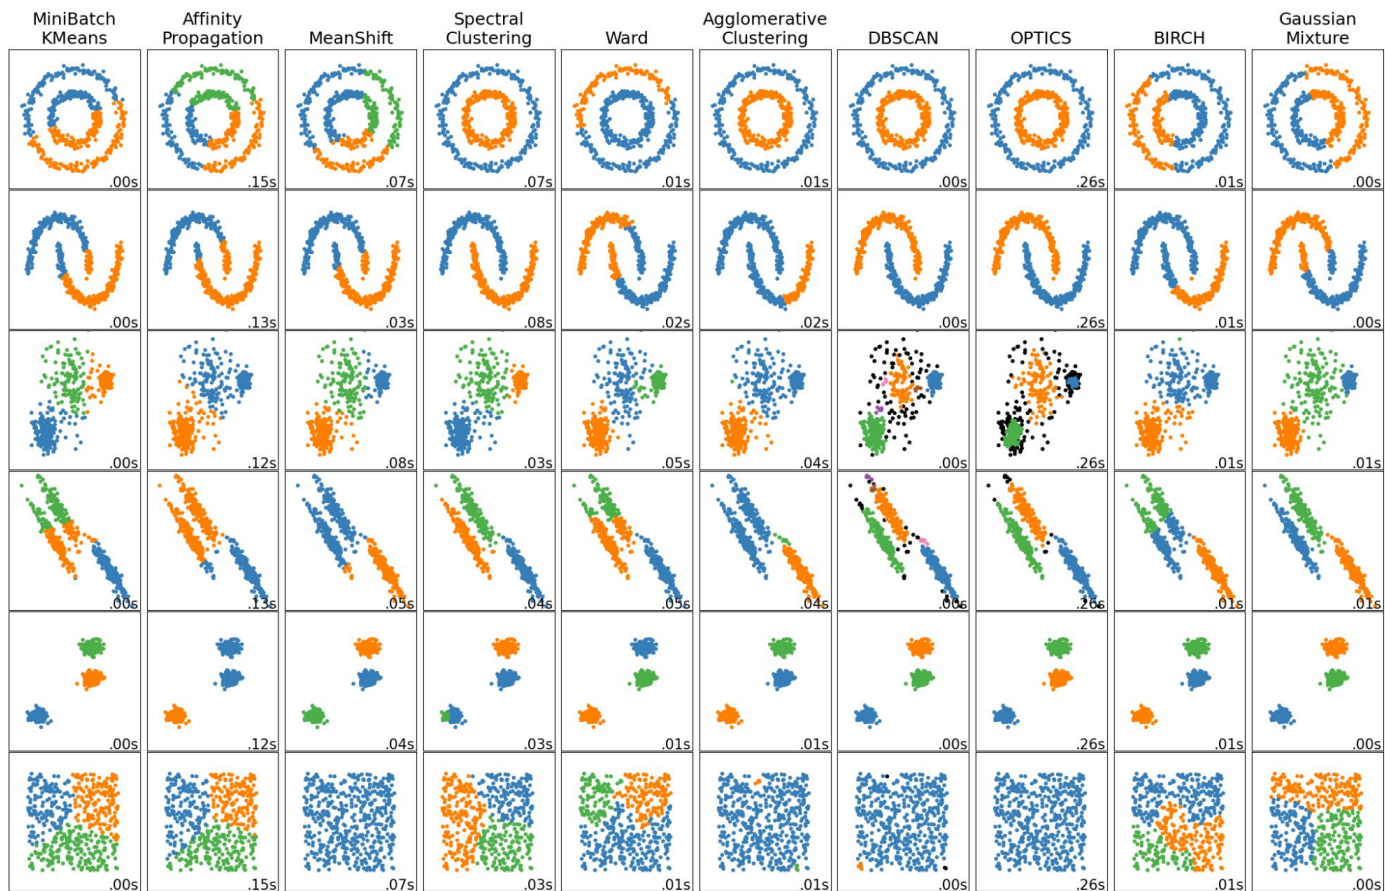 MiniBatch KMeans
Affinity Propagation
MeanShift
Spectral Clustering
Ward
Agglomerative Clustering
DBSCAN
OPTICS
BIRCH
Gaussian Mixture
.00s .15s .07s .07s .01s .01s .00s .26s .01s .00s
.00s .13s .03s .08s .02s .02s .00s .26s .01s .00s
.00s .12s .08s .03s .05s .04s .00s .26s .01s .01s
.00s .13s .05s .04s .05s .04s .00s .26s .01s .01s
.00s .12s .04s .03s .01s .01s .00s .26s .01s .00s
.00s .15s .07s .03s .01s .01s .00s .26s .01s .00s